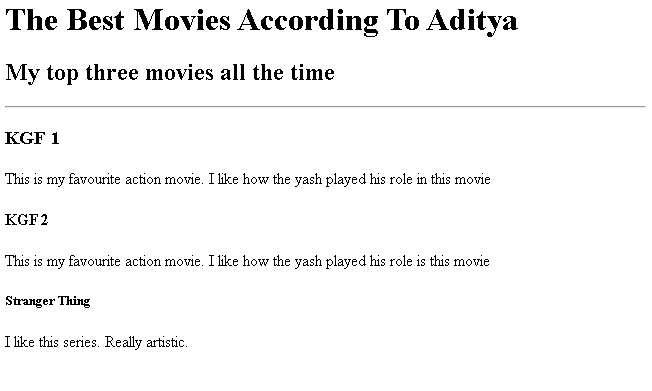 The Best Movies According To Aditya
My top three movies all the time
KGF 1
This is my favourite action movie. I like how the yash played his role in this movie
KGF 2
This is my favourite action movie. I like how the yash played his role is this movie
Stranger Thing
I like this series. Really artistic.